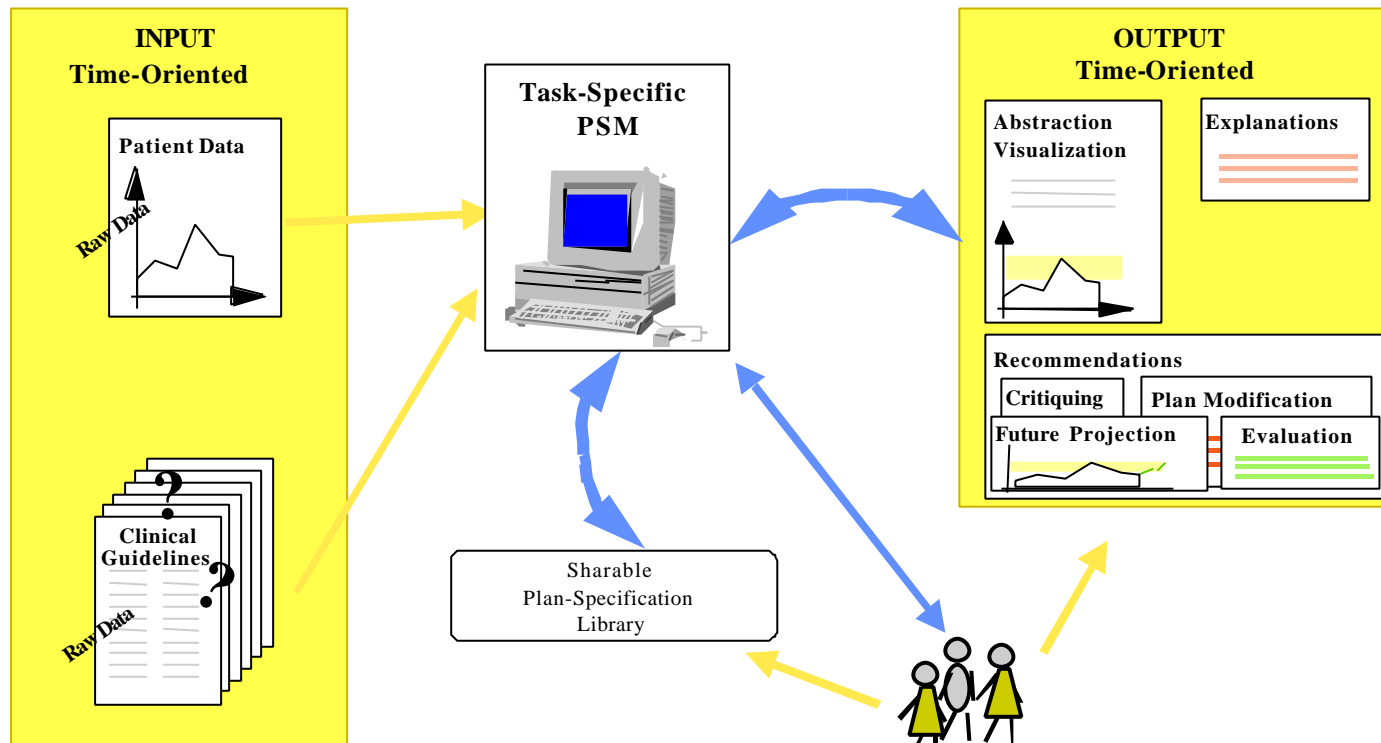 INPUT
Time-Oriented
Patient Data
Raw Data
Clinical
Guidelines
?
?
Raw Data
Task-Specific
PSM
Sharable
Plan-Specification
Library
OUTPUT
Time-Oriented
Abstraction
Visualization
Explanations
Recommendations
Critiquing
Plan Modification
Future Projection
Evaluation